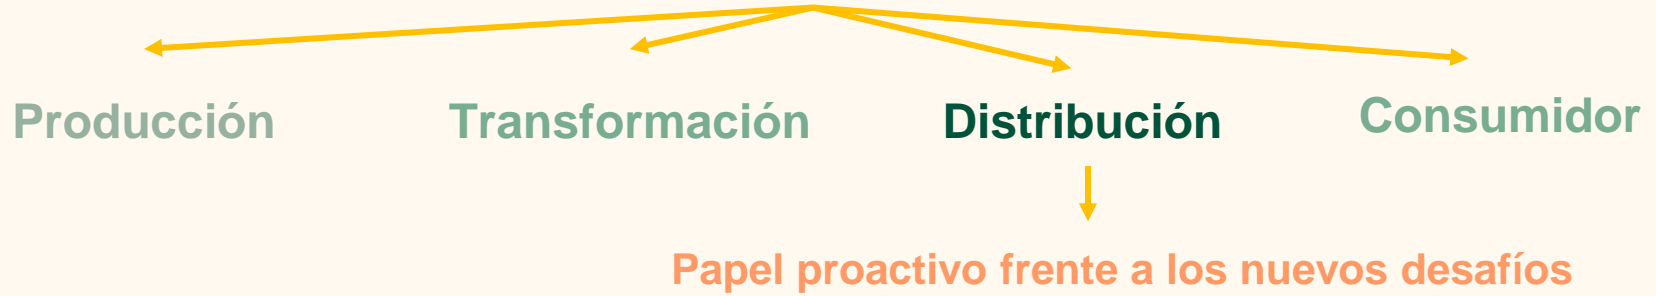 Producción Transformación Distribución Consumidor
Papel proactivo frente a los nuevos desafíos